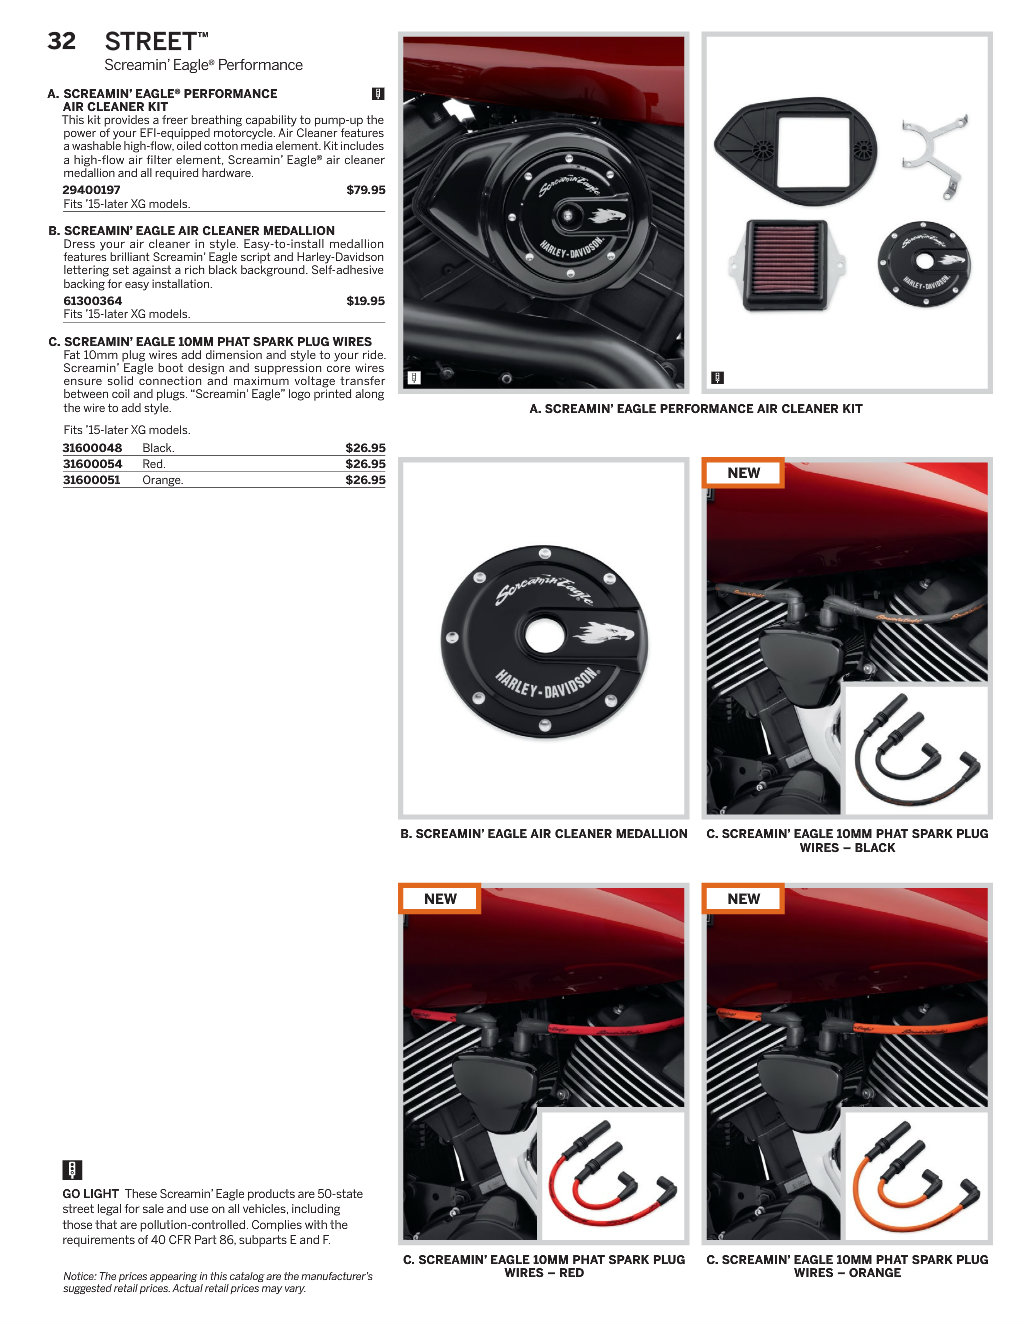 32 STREET™
Screamin’ Eagle® Performance
A. SCREAMIN’ EAGLE® PERFORMANCE
AIR CLEANER KIT
This kit provides a freer breathing capability to pump-up the
power of your EFI-equipped motorcycle. Air Cleaner features
a washable high-flow, oiled cotton media element. Kit includes
a high-flow air filter element, Screamin’ Eagle® air cleaner
medallion and all required hardware.
29400197 $79.95
Fits ’15-later XG models.
B. SCREAMIN’ EAGLE AIR CLEANER MEDALLION
Dress your air cleaner in style. Easy-to-install medallion
features brilliant Screamin’ Eagle script and Harley-Davidson
lettering set against a rich black background. Self-adhesive
backing for easy installation.
61300364 $19.95
Fits ’15-later XG models.
C. SCREAMIN’ EAGLE 10MM PHAT SPARK PLUG WIRES
Fat 10mm plug wires add dimension and style to your ride.
Screamin’ Eagle boot design and suppression core wires
ensure solid connection and maximum voltage transfer
between coil and plugs. “Screamin’ Eagle” logo printed along
the wire to add style.
Fits ’15-later XG models.
31600048 Black. $26.95
31600054 Red. $26.95
31600051 Orange. $26.95
Screamin’ Eagle
HARLEY-DAVIDSON
Screamin’ Eagle
HARLEY-DAVIDSON
A. SCREAMIN’ EAGLE PERFORMANCE AIR CLEANER KIT
Screamin’ Eagle®
HARLEY-DAVIDSON®
B. SCREAMIN’ EAGLE AIR CLEANER MEDALLION
NEW
Screamin’ Eagle
C. SCREAMIN’ EAGLE 10MM PHAT SPARK PLUG
WIRES – BLACK
NEW
Screamin’ Eagle
C. SCREAMIN’ EAGLE 10MM PHAT SPARK PLUG
WIRES – RED
NEW
Screamin’ Eagle
C. SCREAMIN’ EAGLE 10MM PHAT SPARK PLUG
WIRES – ORANGE
GO LIGHT These Screamin’ Eagle products are 50-state
street legal for sale and use on all vehicles, including
those that are pollution-controlled. Complies with the
requirements of 40 CFR Part 86, subparts E and F.
Notice: The prices appearing in this catalog are the manufacturer’s
suggested retail prices. Actual retail prices may vary.